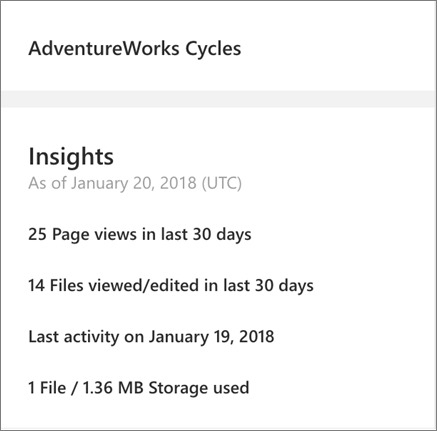 AdventureWorks Cycles
Insights
As of January 20, 2018 (UTC)
25 Page views in last 30 days
14 Files viewed/edited in last 30 days
Last activity on January 19, 2018
1 File / 1.36 MB Storage used